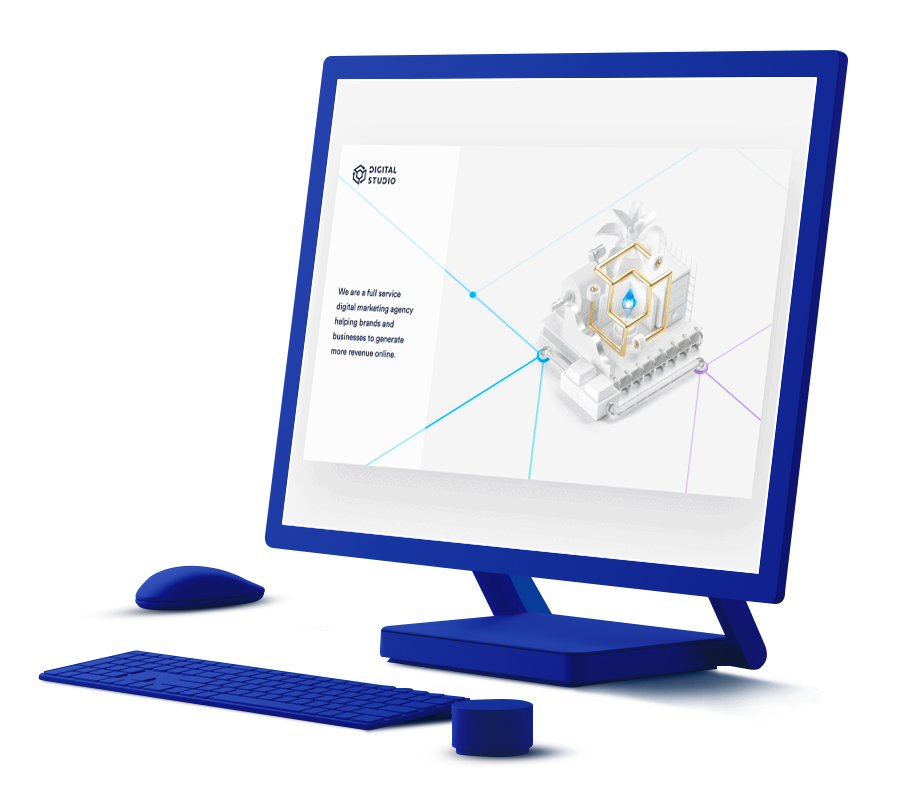 DIGITAL
STUDIO
We are a full service
digital marketing agency
helping brands and
businesses to generate
more revenue online.